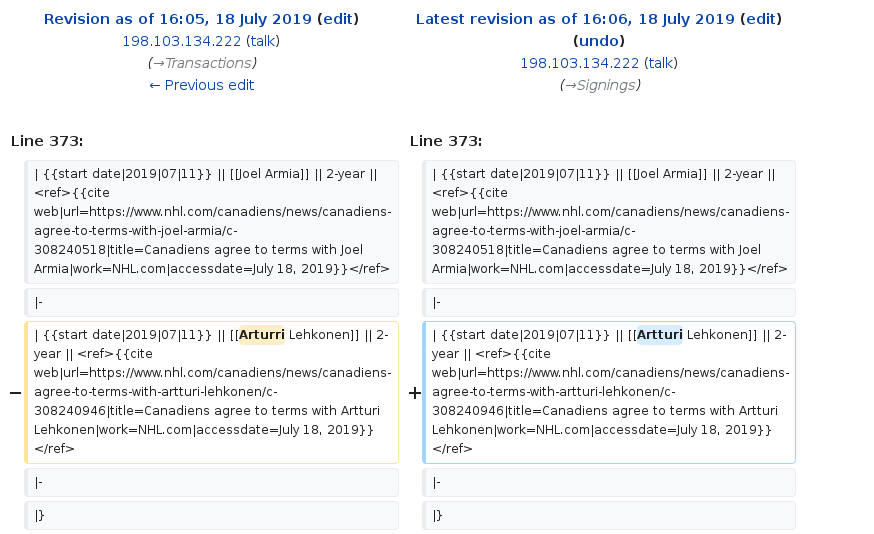 Revision as of 16:05, 18 July 2019 (edit)
198.103.134.222 (talk)
(→Transactions)
← Previous edit
Latest revision as of 16:06, 18 July 2019 (edit)
(undo)
198.103.134.222 (talk)
(→Signings)
Line 373:
Line 373:
| {{start date|2019|07|11}} || [[Joel Armia]] || 2-year ||
<ref>{{cite
web|url=https://www.nhl.com/canadiens/news/canadiens-
agree-to-terms-with-joel-armia/c-
308240518|title=Canadiens agree to terms with Joel
Armia|work=NHL.com|accessdate=July 18, 2019}}</ref>
| {{start date|2019|07|11}} || [[Joel Armia]] || 2-year ||
<ref>{{cite
web|url=https://www.nhl.com/canadiens/news/canadiens-
agree-to-terms-with-joel-armia/c-
308240518|title=Canadiens agree to terms with Joel
Armia|work=NHL.com|accessdate=July 18, 2019}}</ref>
|-
|-
− | {{start date|2019|07|11}} || [[Arturri Lehkonen]] || 2-
year || <ref>{{cite
web|url=https://www.nhl.com/canadiens/news/canadiens-
agree-to-terms-with-artturi-lehkonen/c-
308240946|title=Canadiens agree to terms with Artturi
Lehkonen|work=NHL.com|accessdate=July 18, 2019}}
</ref>
+ | {{start date|2019|07|11}} || [[Artturi Lehkonen]] || 2-
year || <ref>{{cite
web|url=https://www.nhl.com/canadiens/news/canadiens-
agree-to-terms-with-artturi-lehkonen/c-
308240946|title=Canadiens agree to terms with Artturi
Lehkonen|work=NHL.com|accessdate=July 18, 2019}}
</ref>
|-
|-
|}
|}